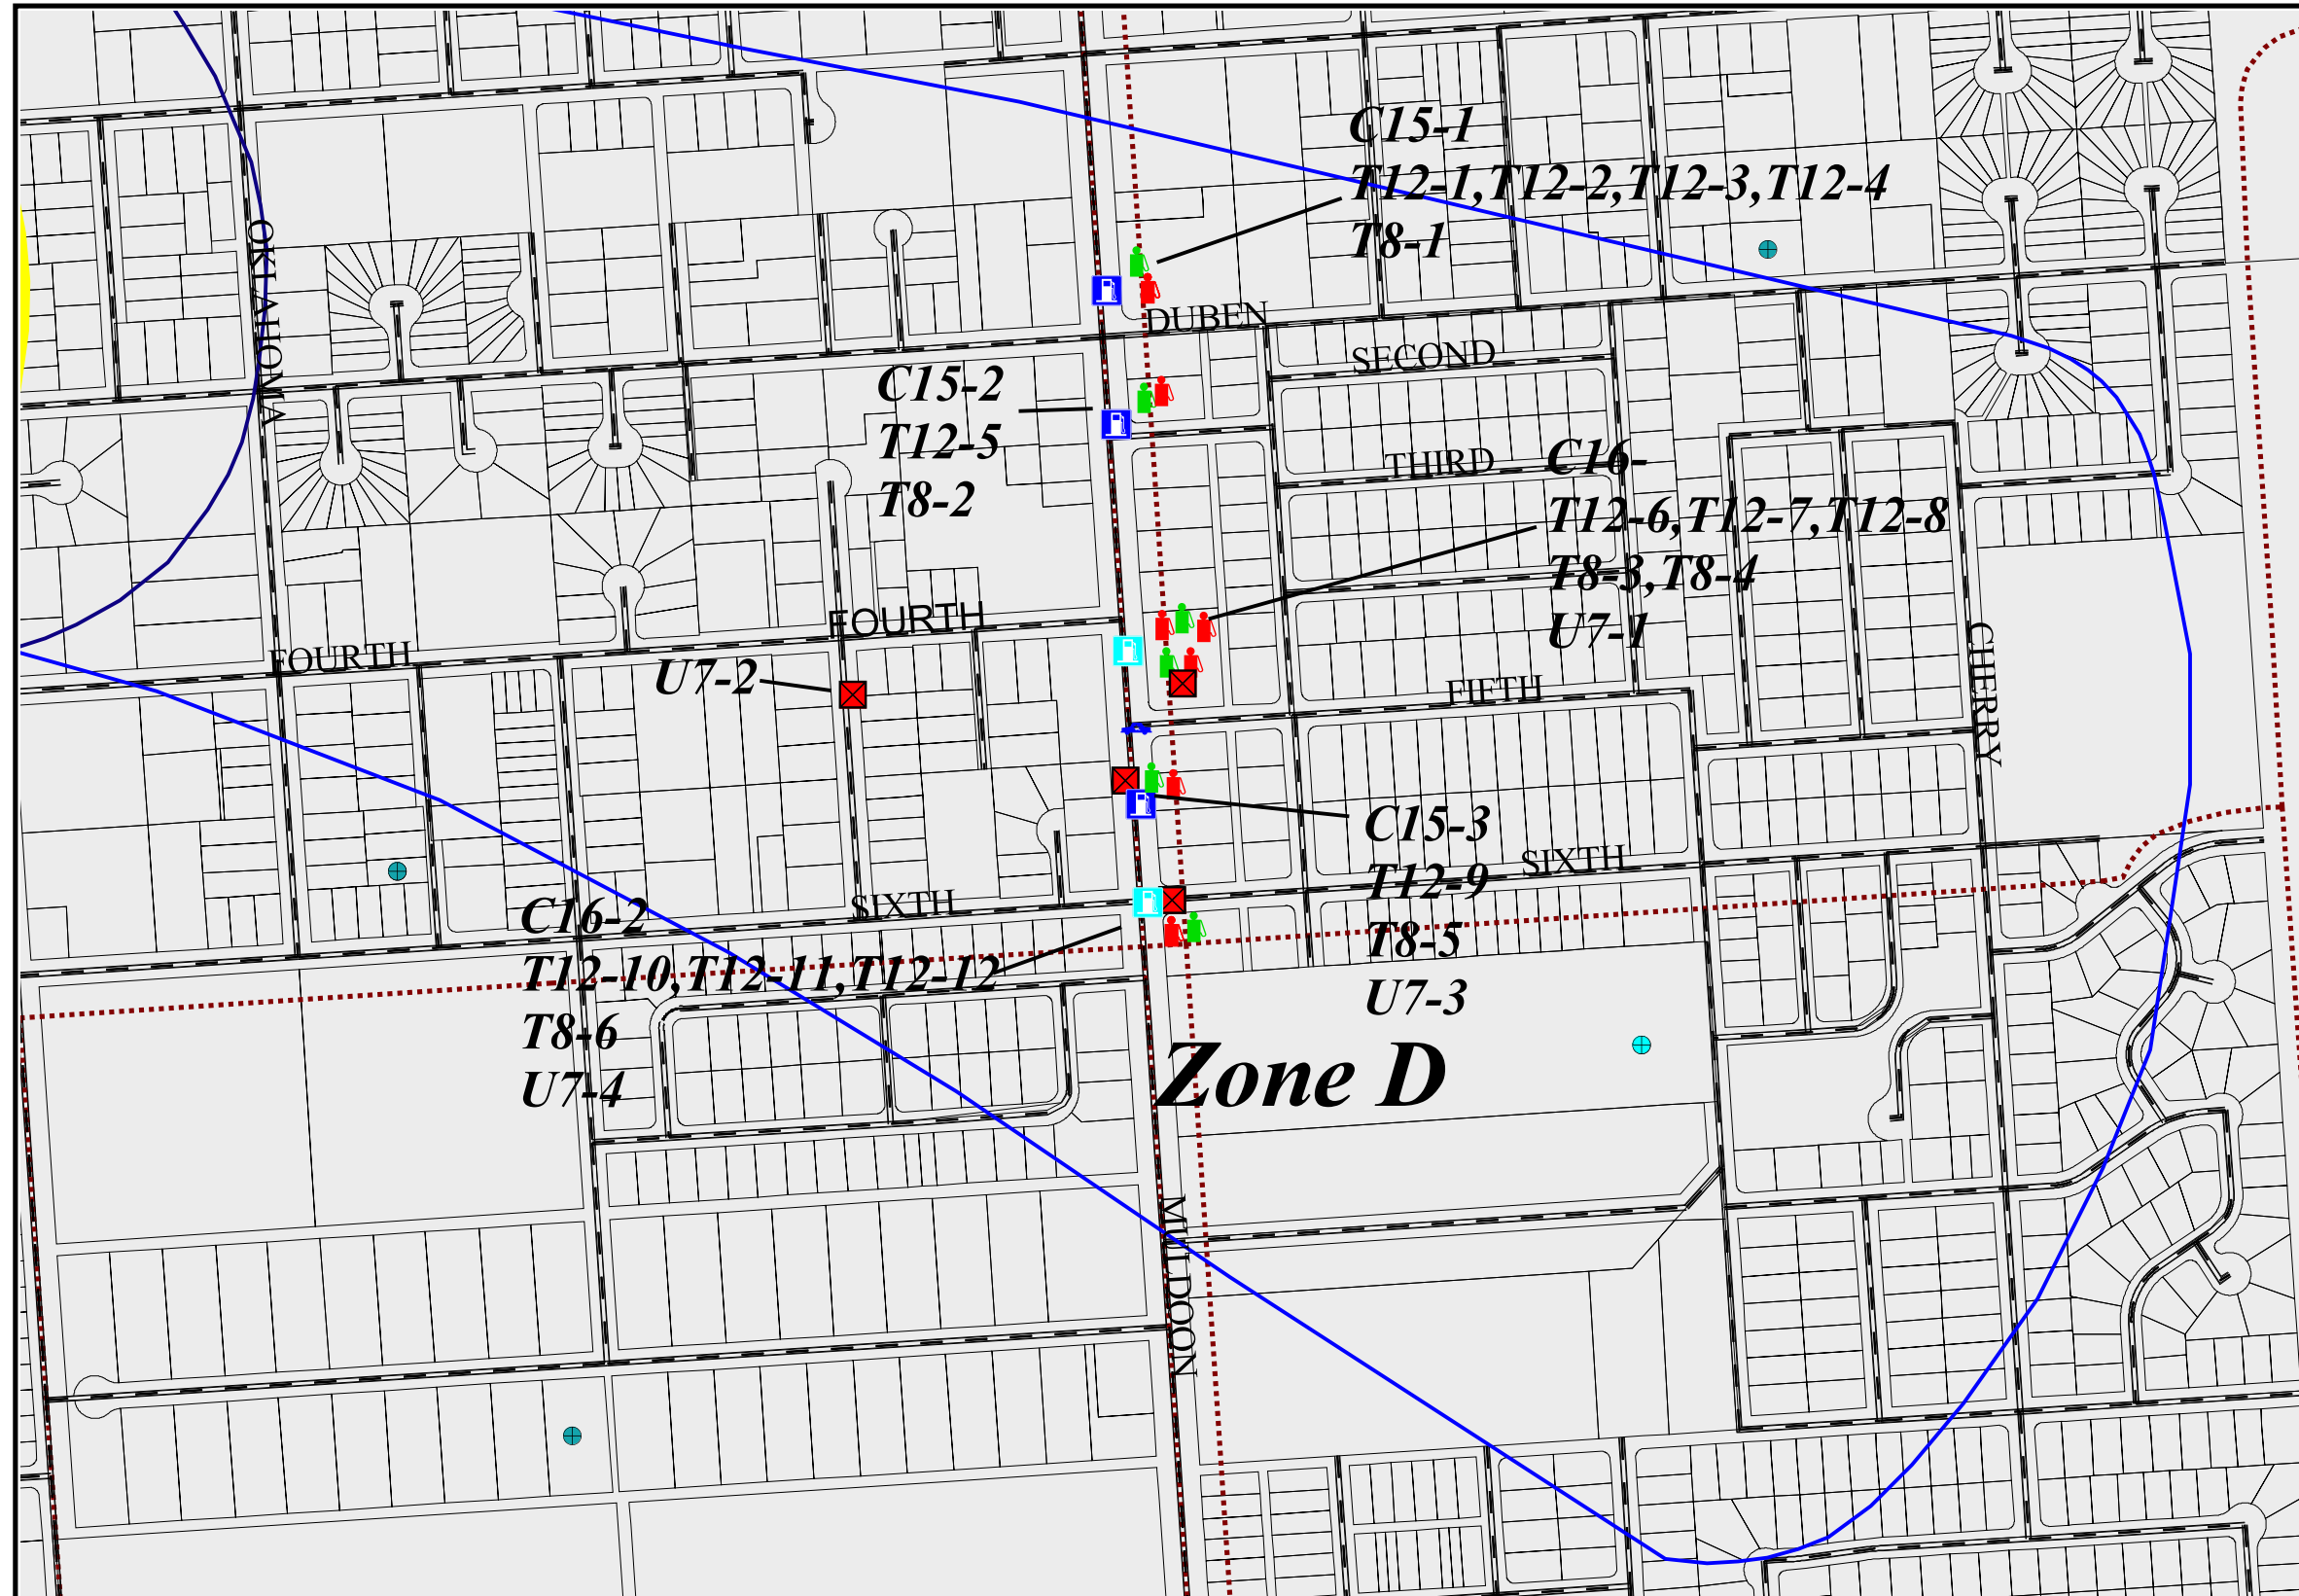 C15-1
T12-1,T12-2,T12-3,T12-4
T8-1
OKLAHOMA
DUBEN
SECOND
C15-2
T12-5
T8-2
THIRD
C16-
T12-6,T12-7,T12-8
T8-3,T8-4
U7-1
FOURTH
FOURTH
U7-2
FIFTH
CHERRY
C15-3
T12-9
T8-5
U7-3
SIXTH
SIXTH
C16-2
T12-10,T12-11,T12-12
T8-6
U7-4
Zone D
MULDOON